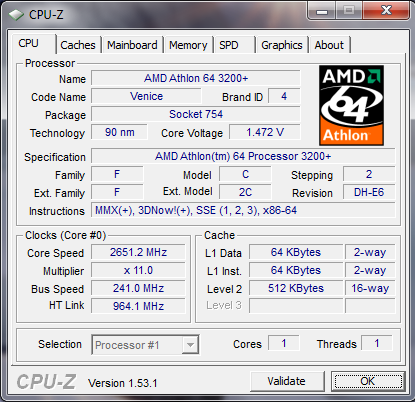 CPU-Z
CPU Caches Mainboard Memory SPD Graphics About
Processor
Name AMD Athlon 64 3200+
Code Name Venice Brand ID 4
Package Socket 754
Technology 90 nm Core Voltage 1.472 V
AMD
64
Athlon
Specification AMD Athlon(tm) 64 Processor 3200+
Family F Model C Stepping 2
Ext. Family F Ext. Model 2C Revision DH-E6
Instructions MMX(+), 3DNow!(+), SSE (1, 2, 3), x86-64
Clocks (Core #0)
Core Speed 2651.2 MHz
Multiplier x 11.0
Bus Speed 241.0 MHz
HT Link 964.1 MHz
Cache
L1 Data 64 KBytes 2-way
L1 Inst. 64 KBytes 2-way
Level 2 512 KBytes 16-way
Level 3
Selection Processor #1 Cores 1 Threads 1
CPU-Z Version 1.53.1 Validate OK